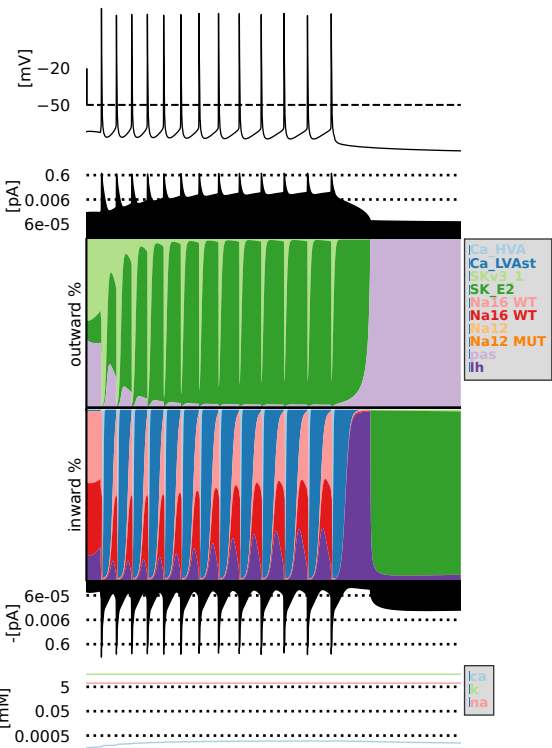 [mV]
−20
−50
[pA]
0.6
0.006
6e-05
outward %
Ca_HVA
Ca_LVAst
SKv3_1
SK_E2
Na16 WT
Na16 WT
Na12
Na12 MUT
pas
Ih
inward %
-[pA]
6e-05
0.006
0.6
[mM]
5
0.05
0.0005
ca
k
na